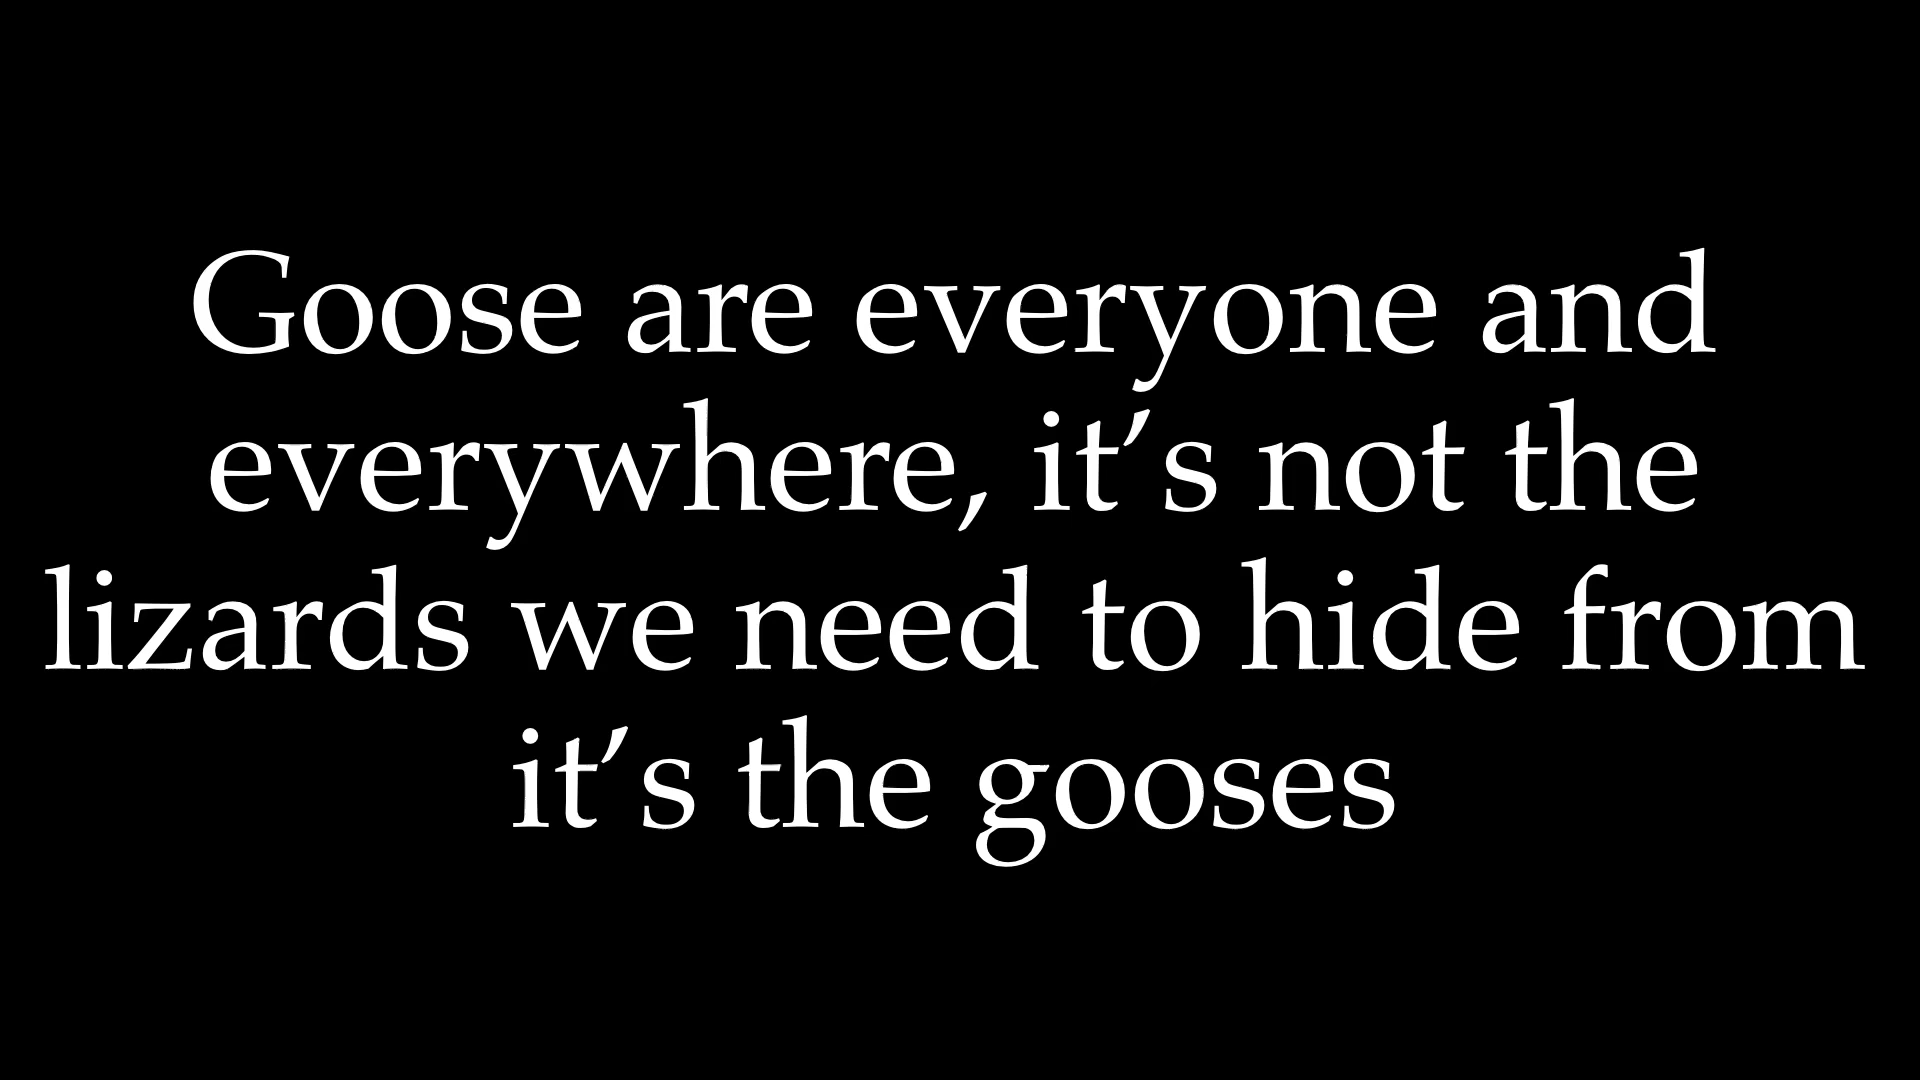 Goose are everyone and
everywhere, it’s not the
lizards we need to hide from
it’s the gooses